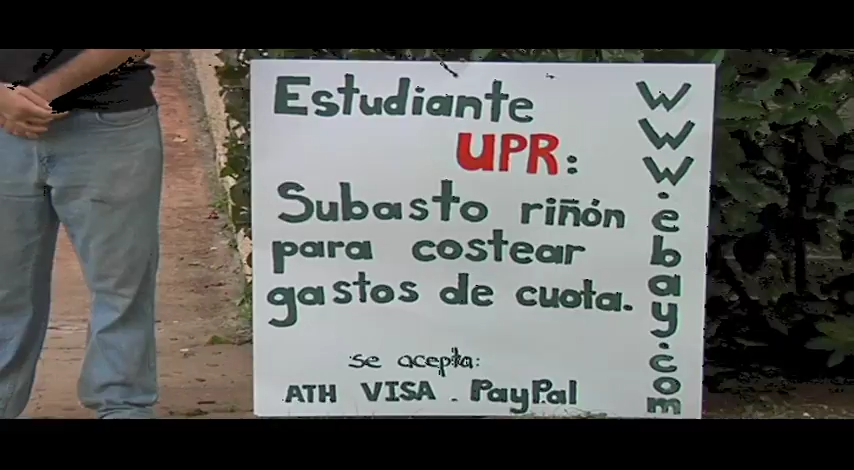 Estudiante
UPR:
Subasto riñón
para costear
gastos de cuota.
se acepta:
ATH VISA . PayPal
www.ebay.com